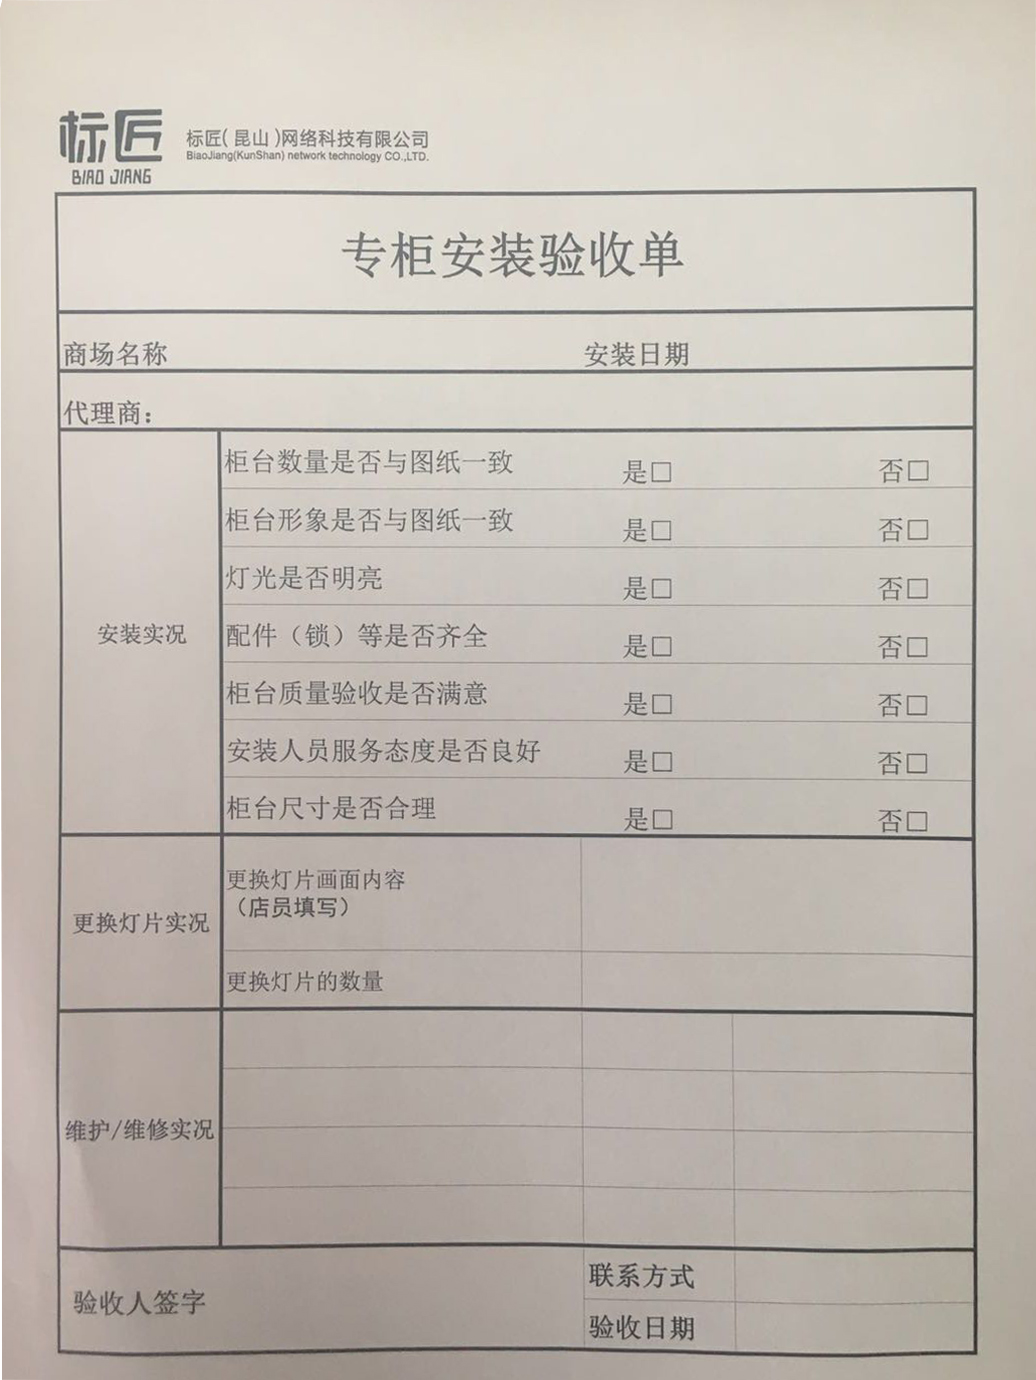 标匠
BIAO JIANG
标匠(昆山)网络科技有限公司
BiaoJiang(KunShan) network technology CO.,LTD.
专柜安装验收单
商场名称 安装日期
代理商：
安装实况
柜台数量是否与图纸一致 是□ 否□
柜台形象是否与图纸一致 是□ 否□
灯光是否明亮 是□ 否□
配件（锁）等是否齐全 是□ 否□
柜台质量验收是否满意 是□ 否□
安装人员服务态度是否良好 是□ 否□
柜台尺寸是否合理 是□ 否□
更换灯片实况
更换灯片画面内容
（店员填写）
更换灯片的数量
维护/维修实况
验收人签字
联系方式
验收日期